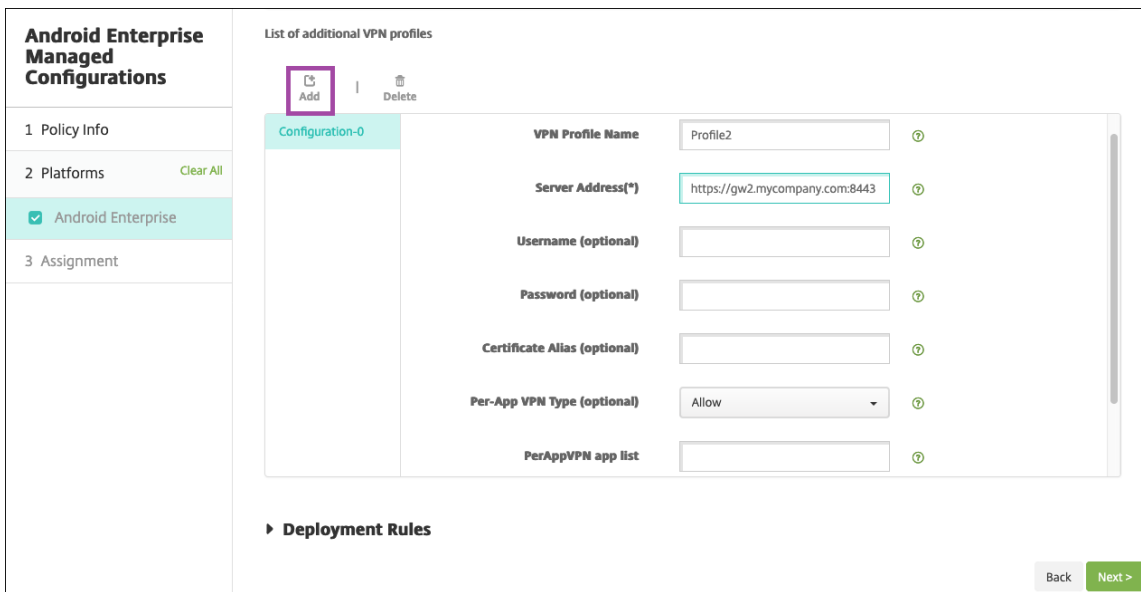 Android Enterprise
Managed
Configurations
1 Policy Info
2 Platforms
Clear All
Android Enterprise
3 Assignment
List of additional VPN profiles
Add
|
Delete
Configuration-0
VPN Profile Name
Profile2
Server Address(*)
https://gw2.mycompany.com:8443
Username (optional)
Password (optional)
Certificate Alias (optional)
Per-App VPN Type (optional)
Allow
PerAppVPN app list
Deployment Rules
Back
Next >